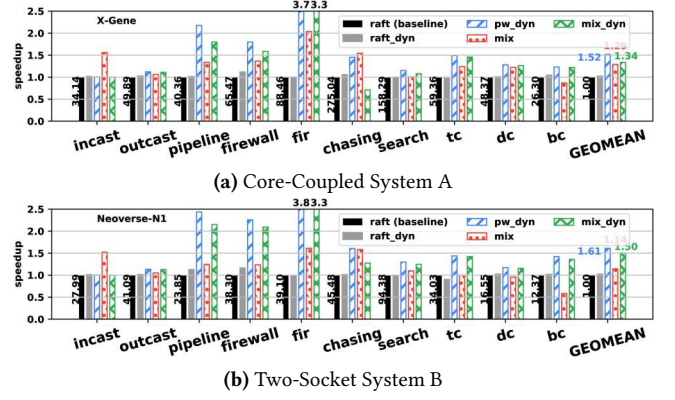 3.73.3
2.5
X-Gene
raft (baseline) pw_dyn mix_dyn
2.0
raft_dyn mix
1.52 1.34
speedup
1.5
1.0
0.5
0.0
34.14 49.89 40.36 65.47 88.46 275.04 158.29 59.36 48.37 26.30 1.00
incast outcast pipeline firewall fir chasing search tc dc bc GEOMEAN
(a) Core-Coupled System A
3.83.3
2.5
Neoverse-N1
raft (baseline) pw_dyn mix_dyn
2.0
raft_dyn mix
1.61 1.50
speedup
1.5
1.0
0.5
0.0
27.99 41.09 23.85 38.30 39.10 45.48 34.03 16.55 12.37 1.00
incast outcast pipeline firewall fir chasing search tc dc bc GEOMEAN
(b) Two-Socket System B